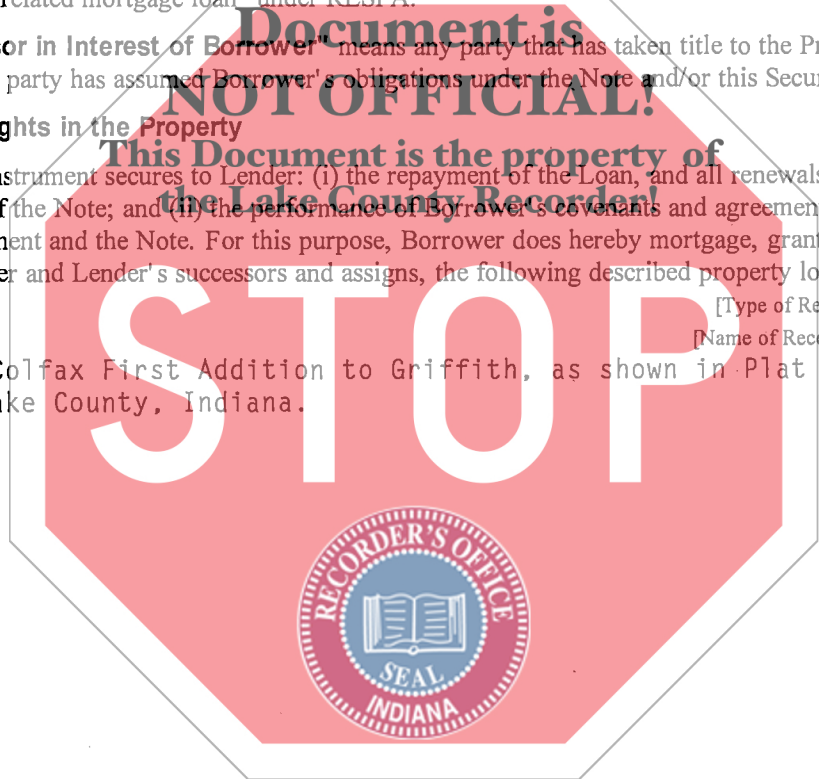 related mortgage loan" under RESPA.
Document is
or in Interest of Borrower" means any party that has taken title to the Pr
party has assumed Borrower's obligations under the Note and/or this Secur
NOT OFFICIAL!
ghts in the Property
This Document is the property of
strument secures to Lender: (i) the repayment of the Loan, and all renewals
the Lake County Recorder!
f the Note; and (ii) the performance of Borrower's covenants and agreemen
ent and the Note. For this purpose, Borrower does hereby mortgage, grant
er and Lender's successors and assigns, the following described property lo
[Type of Re
[Name of Reco
Colfax First Addition to Griffith, as shown in Plat
ke County, Indiana.
STOP
RECORDER'S OFFICE
SEAL
INDIANA